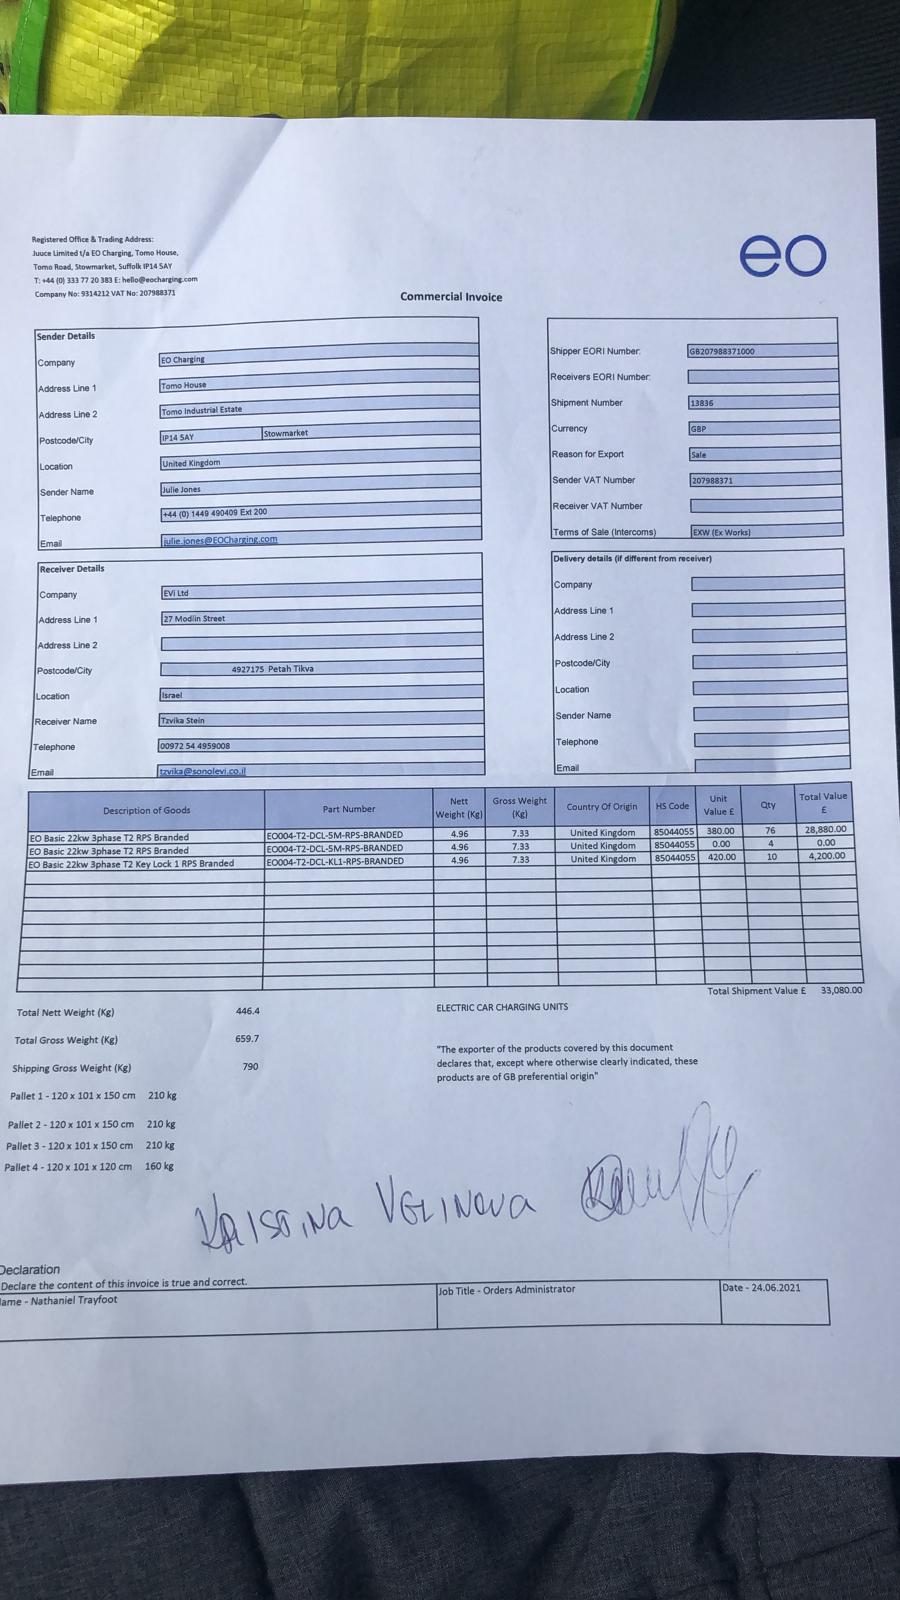 Registered Office & Trading Address:
Juuce Limited t/a EO Charging, Tomo House,
Tomo Road, Stowmarket, Suffolk IP14 5AY
T: +44 (0) 333 77 20 383 E: hello@eocharging.com
Company No: 9314212 VAT No: 207988371
eo
Commercial Invoice
Sender Details
Company EO Charging
Address Line 1 Tomo House
Address Line 2 Tomo Industrial Estate
Postcode/City IP14 5AY Stowmarket
Location United Kingdom
Sender Name Julie Jones
Telephone +44 (0) 1449 490409 Ext 200
Email julie.jones@EOCharging.com
Shipper EORI Number: GB207988371000
Receivers EORI Number:
Shipment Number 13836
Currency GBP
Reason for Export Sale
Sender VAT Number 207988371
Receiver VAT Number
Terms of Sale (Intercoms) EXW (Ex Works)
Receiver Details
Company EVi Ltd
Address Line 1 27 Modlin Street
Address Line 2
Postcode/City 4927175 Petah Tikva
Location Israel
Receiver Name Tzvika Stein
Telephone 00972 54 4959008
Email tzvika@sonolevi.co.il
Delivery details (if different from receiver)
Company
Address Line 1
Address Line 2
Postcode/City
Location
Sender Name
Telephone
Email
Description of Goods Part Number Nett Weight (Kg) Gross Weight (Kg) Country Of Origin HS Code Unit Value £ Qty Total Value £
EO Basic 22kw 3phase T2 RPS Branded EO004-T2-DCL-5M-RPS-BRANDED 4.96 7.33 United Kingdom 85044055 380.00 76 28,880.00
EO Basic 22kw 3phase T2 RPS Branded EO004-T2-DCL-5M-RPS-BRANDED 4.96 7.33 United Kingdom 85044055 0.00 4 0.00
EO Basic 22kw 3phase T2 Key Lock 1 RPS Branded EO004-T2-DCL-KL1-RPS-BRANDED 4.96 7.33 United Kingdom 85044055 420.00 10 4,200.00
Total Shipment Value £ 33,080.00
Total Nett Weight (Kg) 446.4
Total Gross Weight (Kg) 659.7
Shipping Gross Weight (Kg) 790
Pallet 1 - 120 x 101 x 150 cm 210 kg
Pallet 2 - 120 x 101 x 150 cm 210 kg
Pallet 3 - 120 x 101 x 150 cm 210 kg
Pallet 4 - 120 x 101 x 120 cm 160 kg
ELECTRIC CAR CHARGING UNITS
"The exporter of the products covered by this document
declares that, except where otherwise clearly indicated, these
products are of GB preferential origin"
VELINOVA
Declaration
Declare the content of this invoice is true and correct.
ame - Nathaniel Trayfoot Job Title - Orders Administrator Date - 24.06.2021